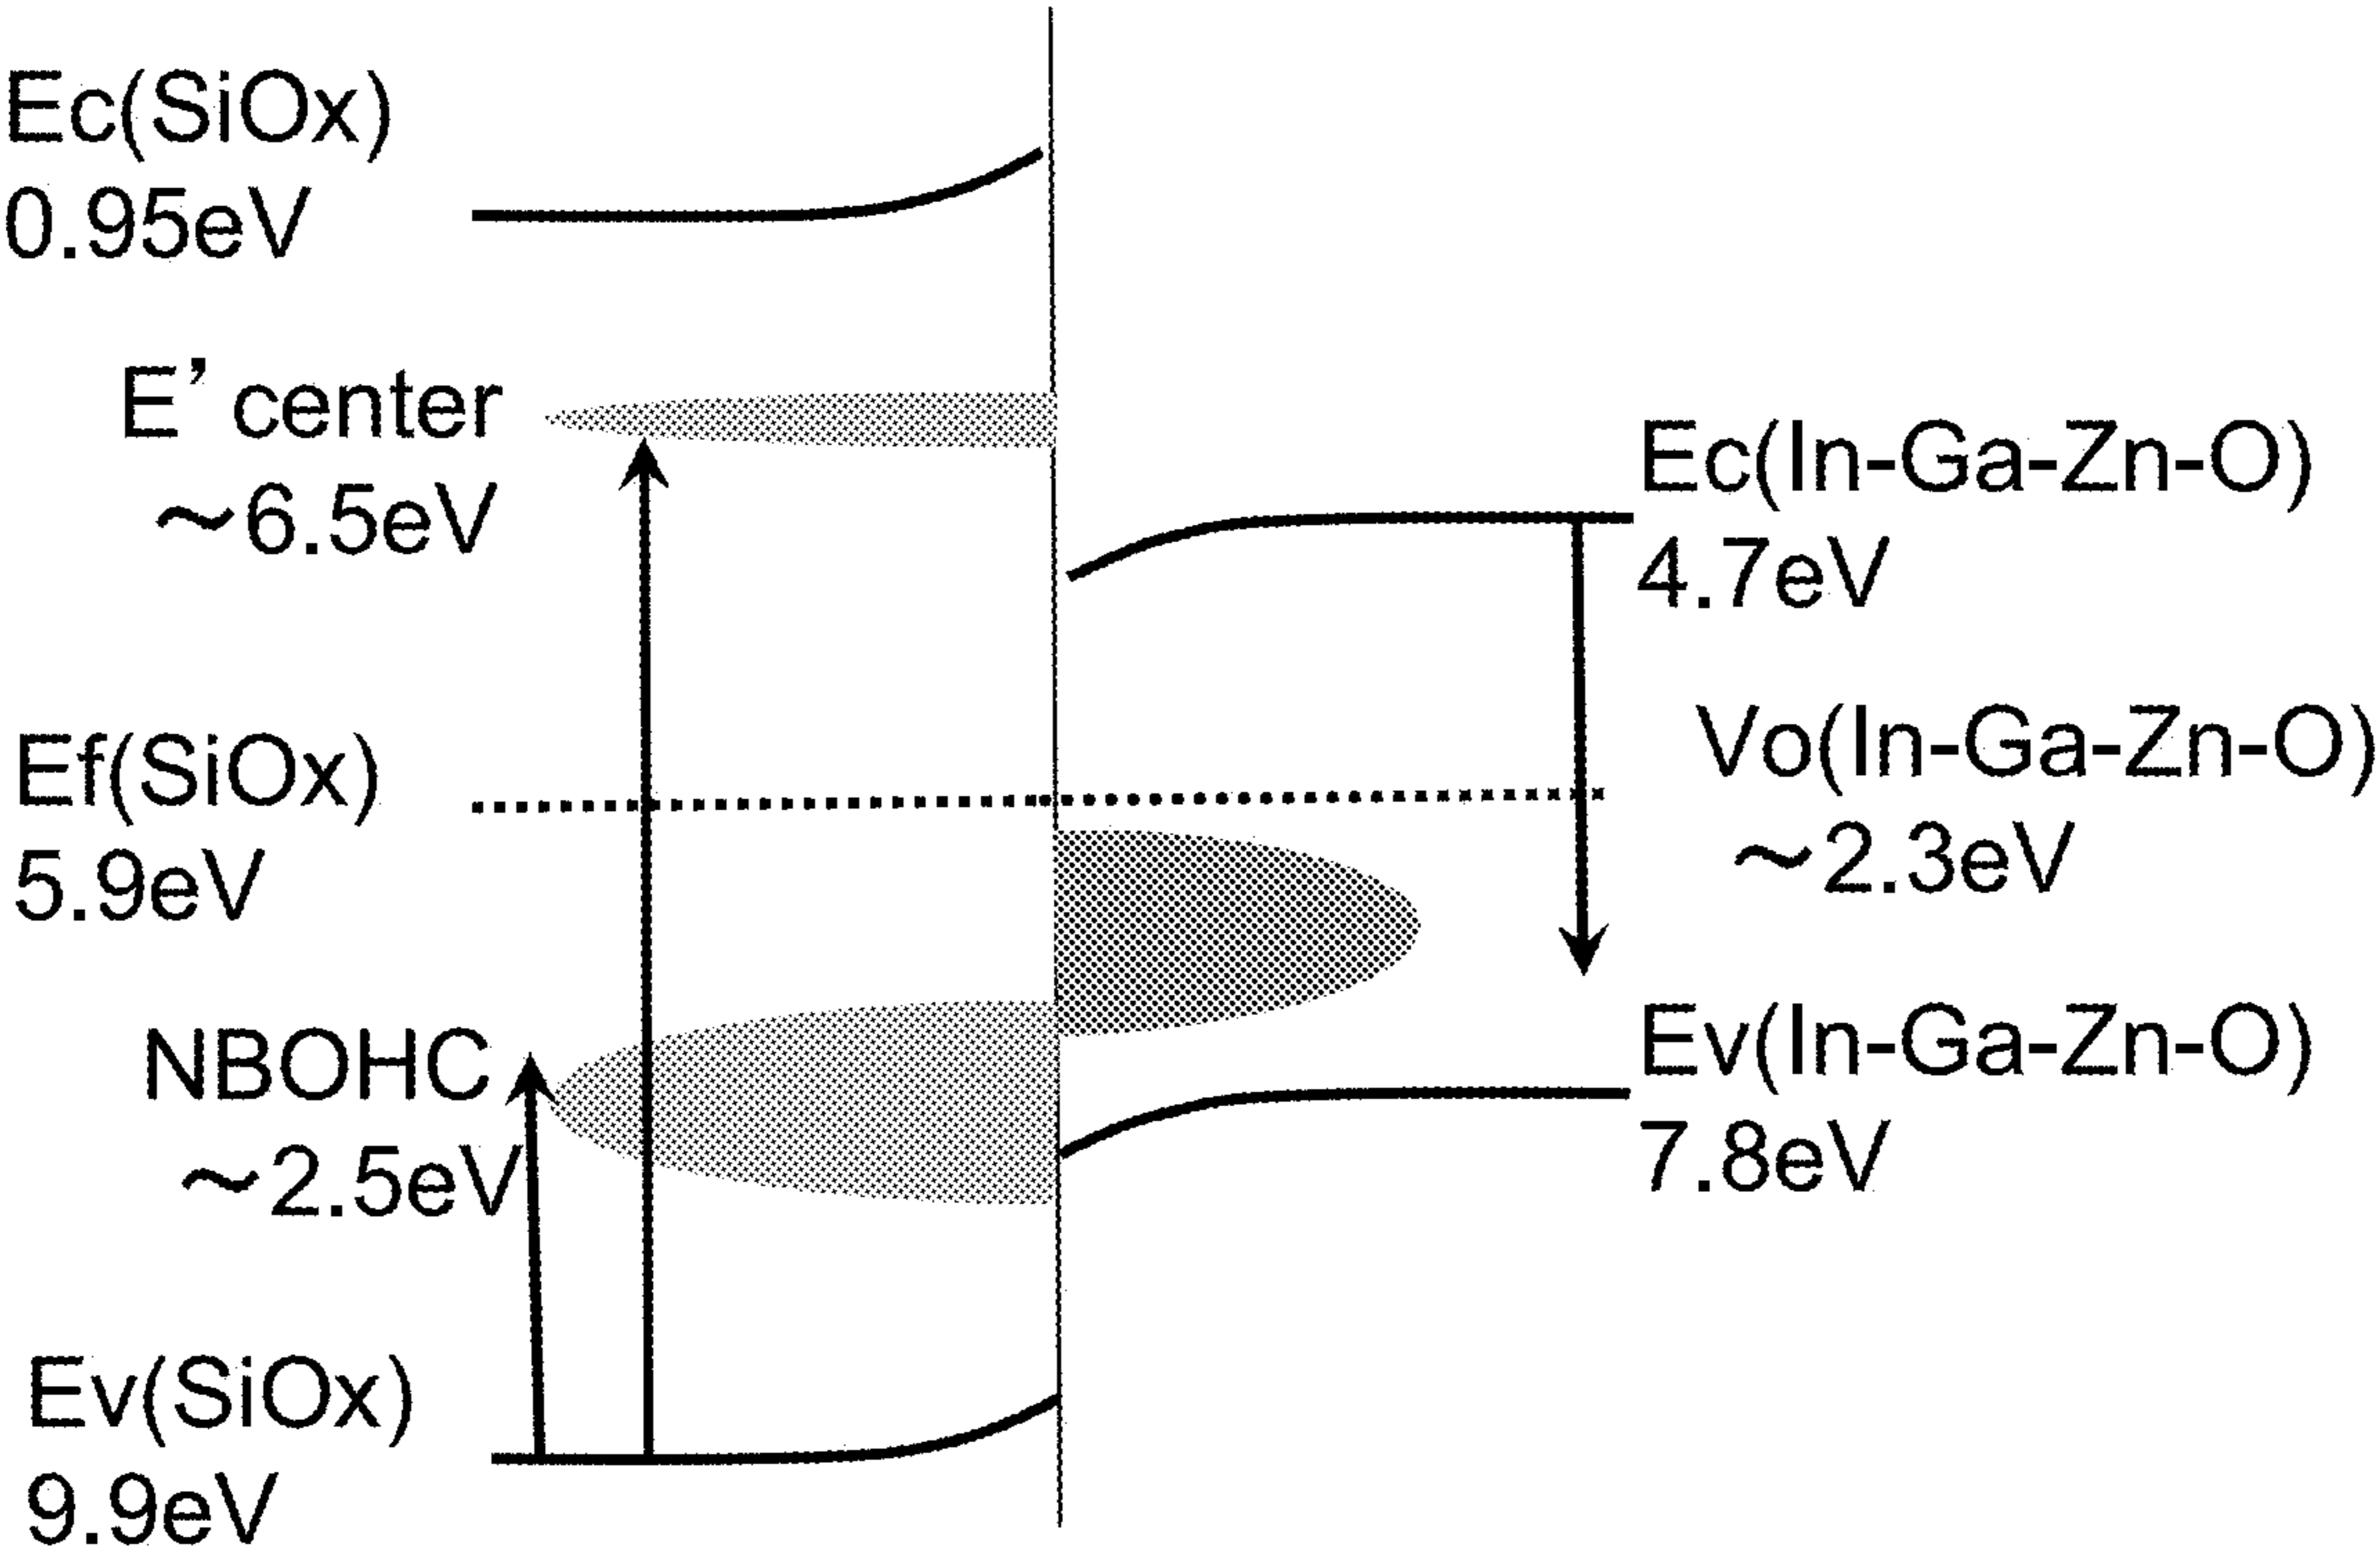 Ec(SiOx)
0.95eV
E’ center
~6.5eV
Ef(SiOx)
5.9eV
NBOHC
~2.5eV
Ev(SiOx)
9.9eV
Ec(In-Ga-Zn-O)
4.7eV
Vo(In-Ga-Zn-O)
~2.3eV
Ev(In-Ga-Zn-O)
7.8eV